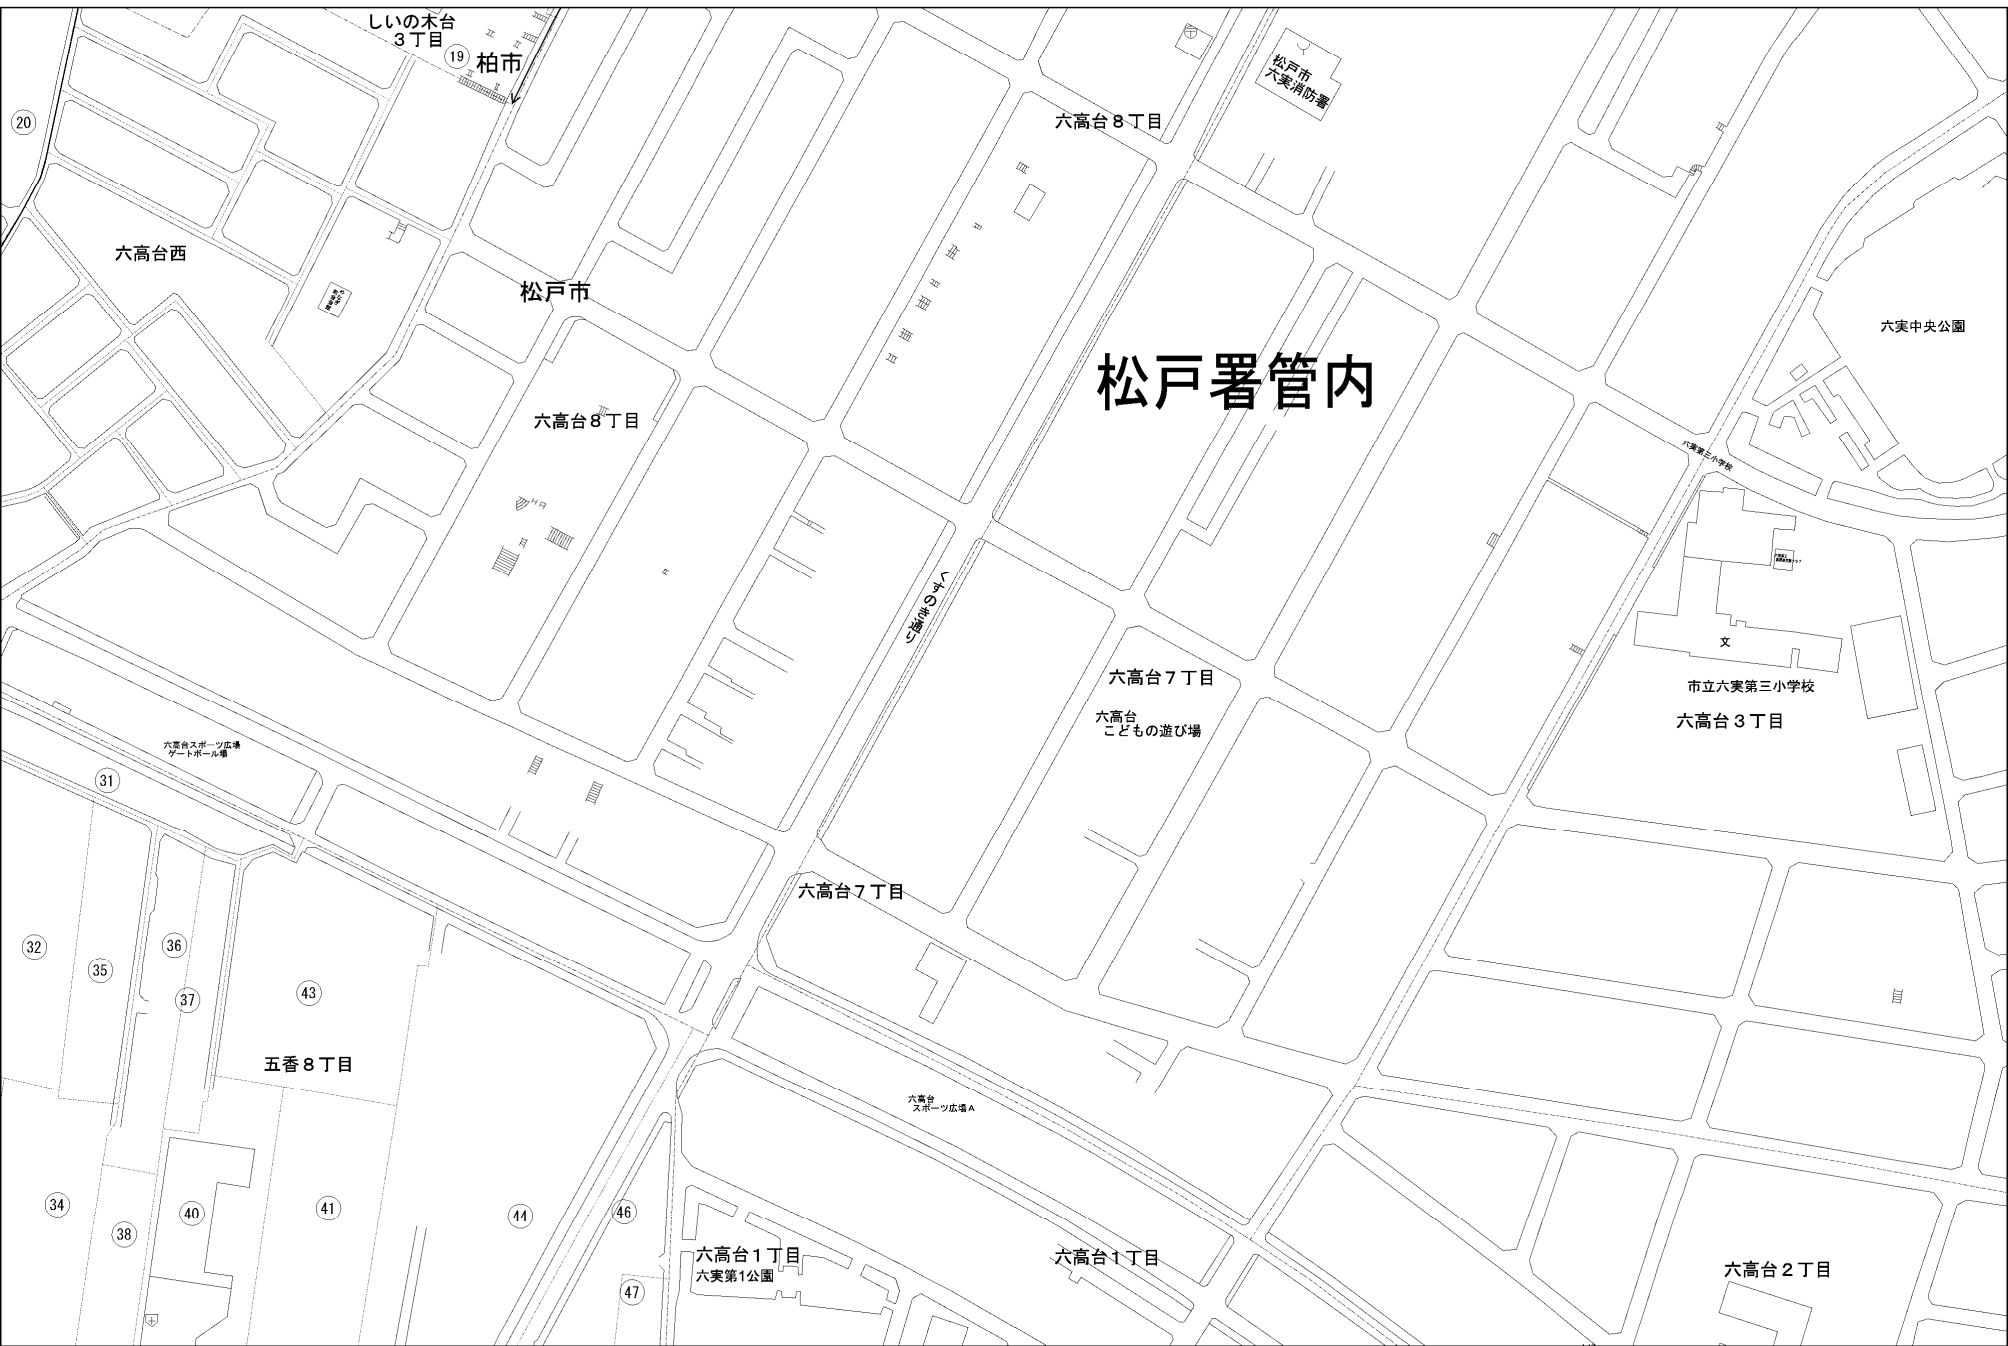 しいの木台
３丁目
19
柏市
松戸市
六実消防署
20
六高台８丁目
六高台西
松戸市
六実中央公園
松戸署管内
六高台８丁目
六実第三小学校
くすのき通り
文
六高台７丁目
市立六実第三小学校
六高台
こどもの遊び場
六高台３丁目
六高台スポーツ広場
ゲートボール場
31
六高台７丁目
32
35
36
37
43
五香８丁目
六高台
スポーツ広場Ａ
34
38
40
41
44
46
47
六高台１丁目
六実第1公園
六高台１丁目
六高台２丁目